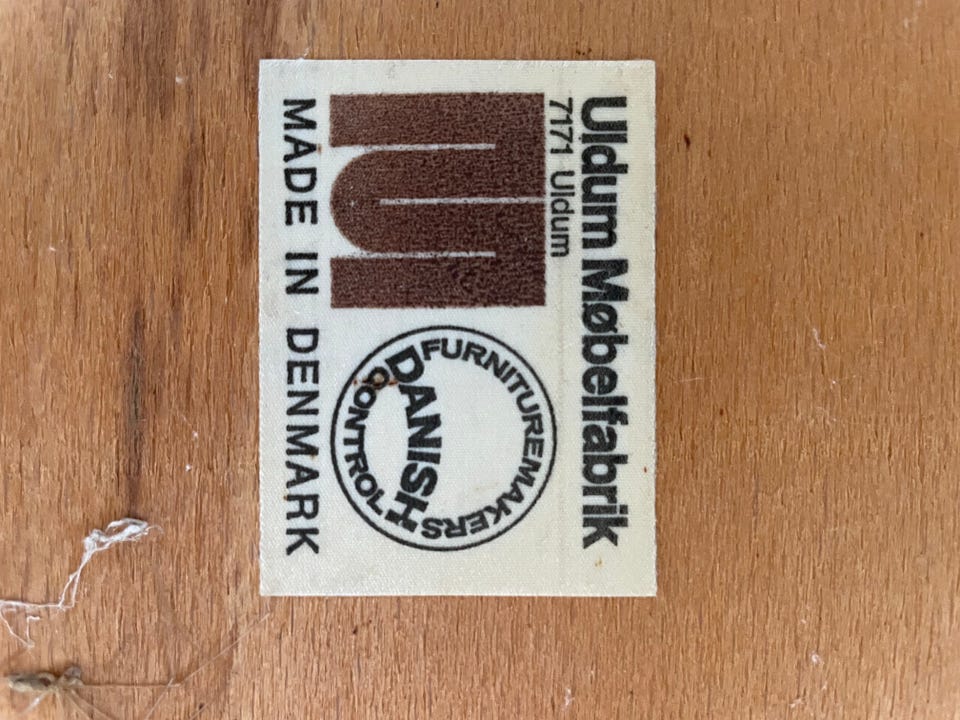 Uldum Møbelfabrik
7171 Uldum
DANISH
FURNITUREMAKERS
CONTROL
MADE IN DENMARK